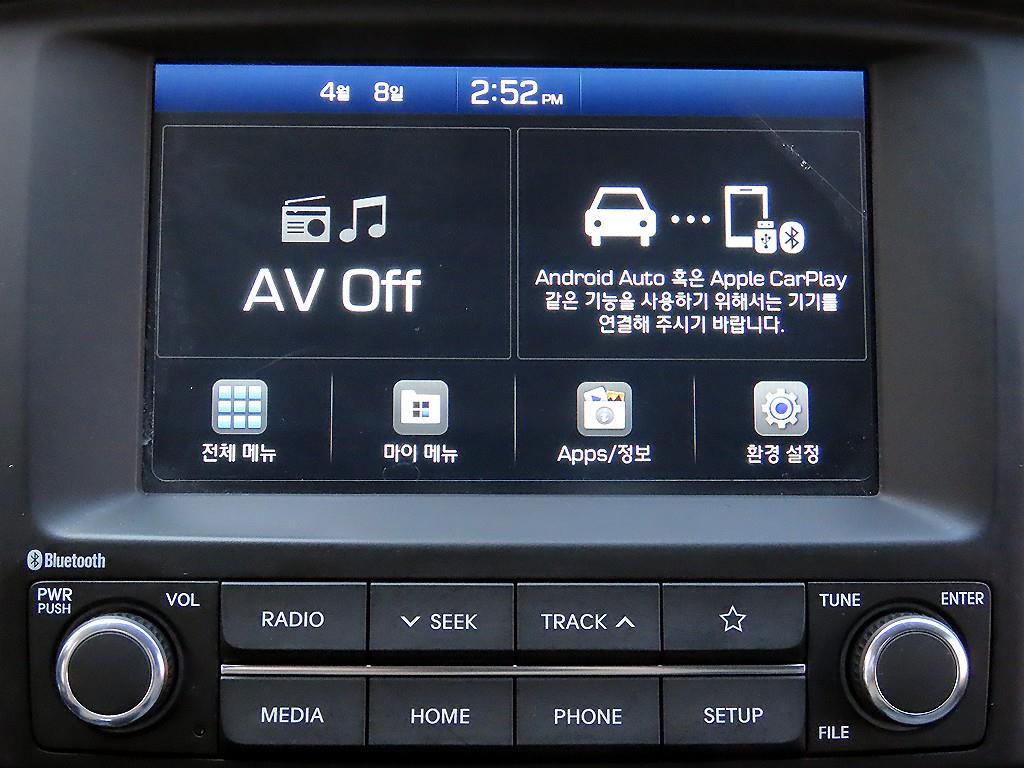 4월 8일 2:52 PM
AV Off
Android Auto 혹은 Apple CarPlay
같은 기능을 사용하기 위해서는 기기를
연결해 주시기 바랍니다.
전체 메뉴 마이 메뉴 Apps/정보 환경 설정
Bluetooth
PWR
PUSH
VOL
RADIO SEEK TRACK
TUNE
ENTER
MEDIA HOME PHONE SETUP
FILE